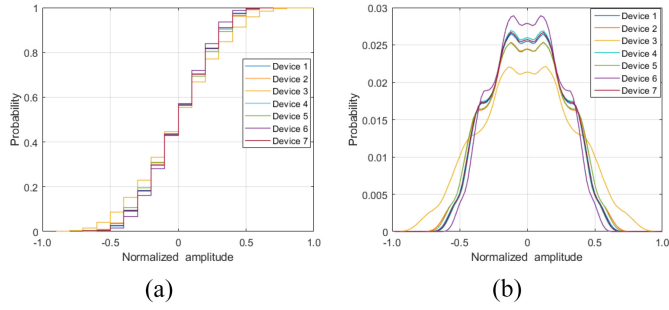 1
0.8
0.6
0.4
0.2
0
Probability
-1.0
-0.5
0
0.5
1.0
Normalized amplitude
Device 1
Device 2
Device 3
Device 4
Device 5
Device 6
Device 7
(a)
0.03
0.025
0.02
0.015
0.01
0.005
0
Probability
-1.0
-0.5
0
0.5
1.0
Normalized amplitude
Device 1
Device 2
Device 3
Device 4
Device 5
Device 6
Device 7
(b)